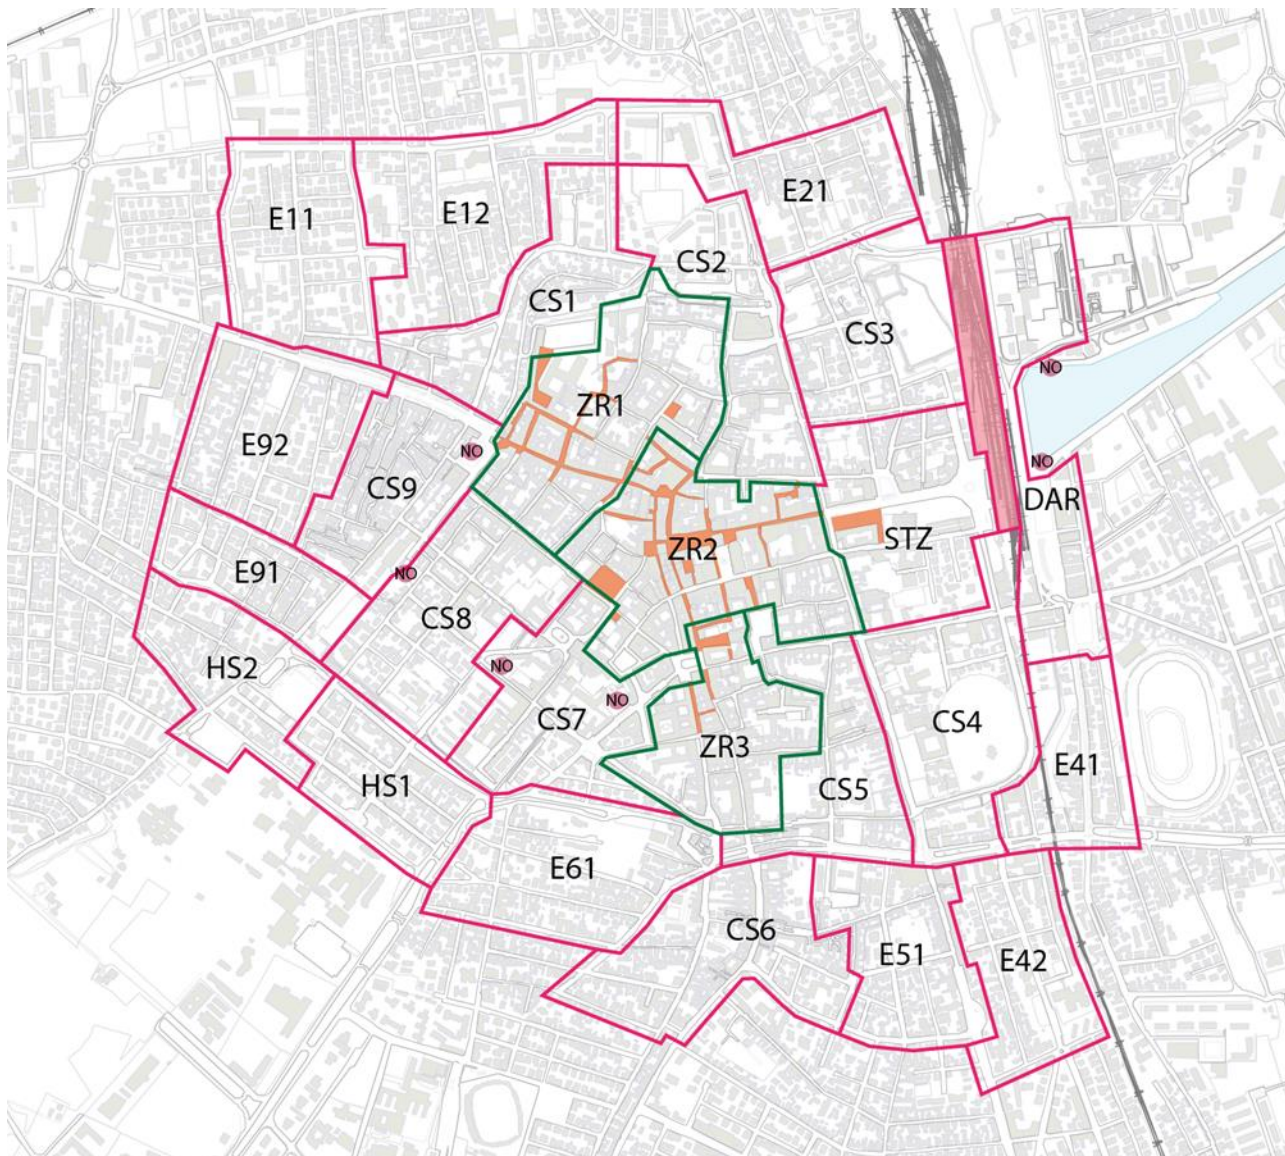 E21
E11
E12
CS2
CS1
CS3
NO
ZR1
E92
NO
NO
CS9
DAR
STZ
ZR2
E91
NO
CS8
HS2
NO
NO
CS7
CS4
ZR3
E41
HS1
CS5
E61
CS6
E51
E42